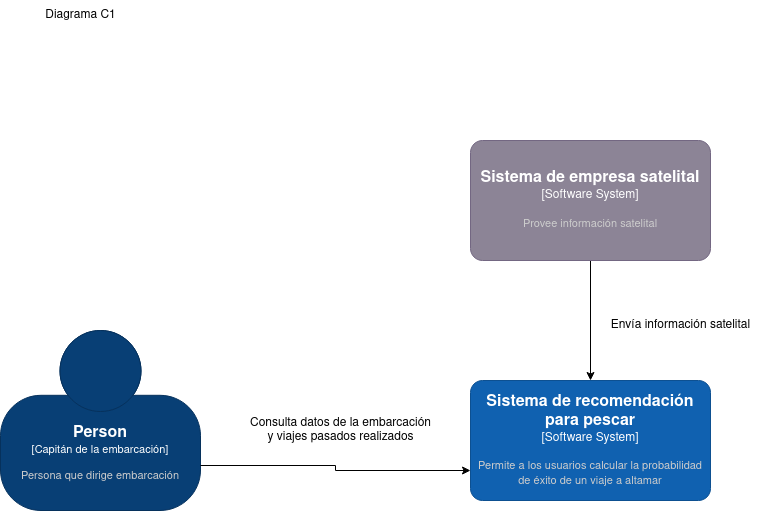 Diagrama C1
Sistema de empresa satelital
[Software System]
Provee información satelital
Envía información satelital
Sistema de recomendación
para pescar
[Software System]
Permite a los usuarios calcular la probabilidad
de éxito de un viaje a altamar
Consulta datos de la embarcación
y viajes pasados realizados
Person
[Capitán de la embarcación]
Persona que dirige embarcación